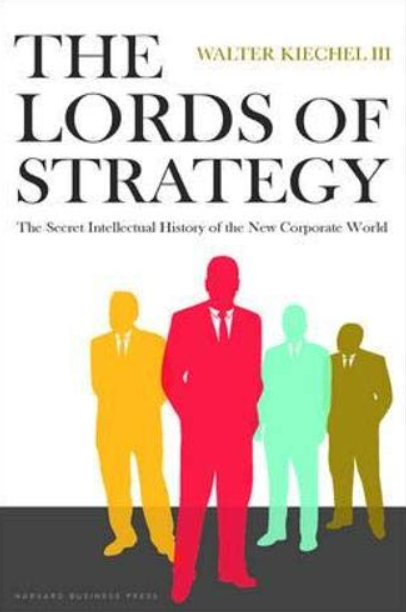 THE
WALTER KIECHEL III
LORDS OF
STRATEGY
The Secret Intellectual History of the New Corporate World
HARVARD BUSINESS PRESS